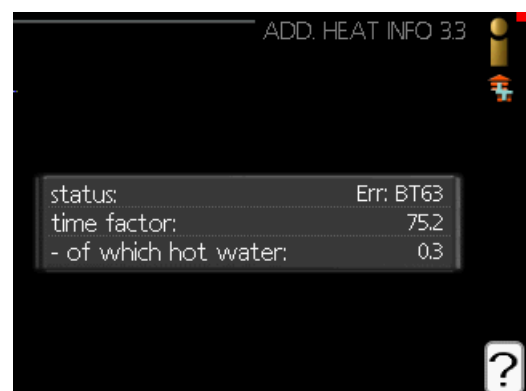 ADD. HEAT INFO 3.3
status: Err: BT63
time factor: 75.2
- of which hot water: 0.3
?